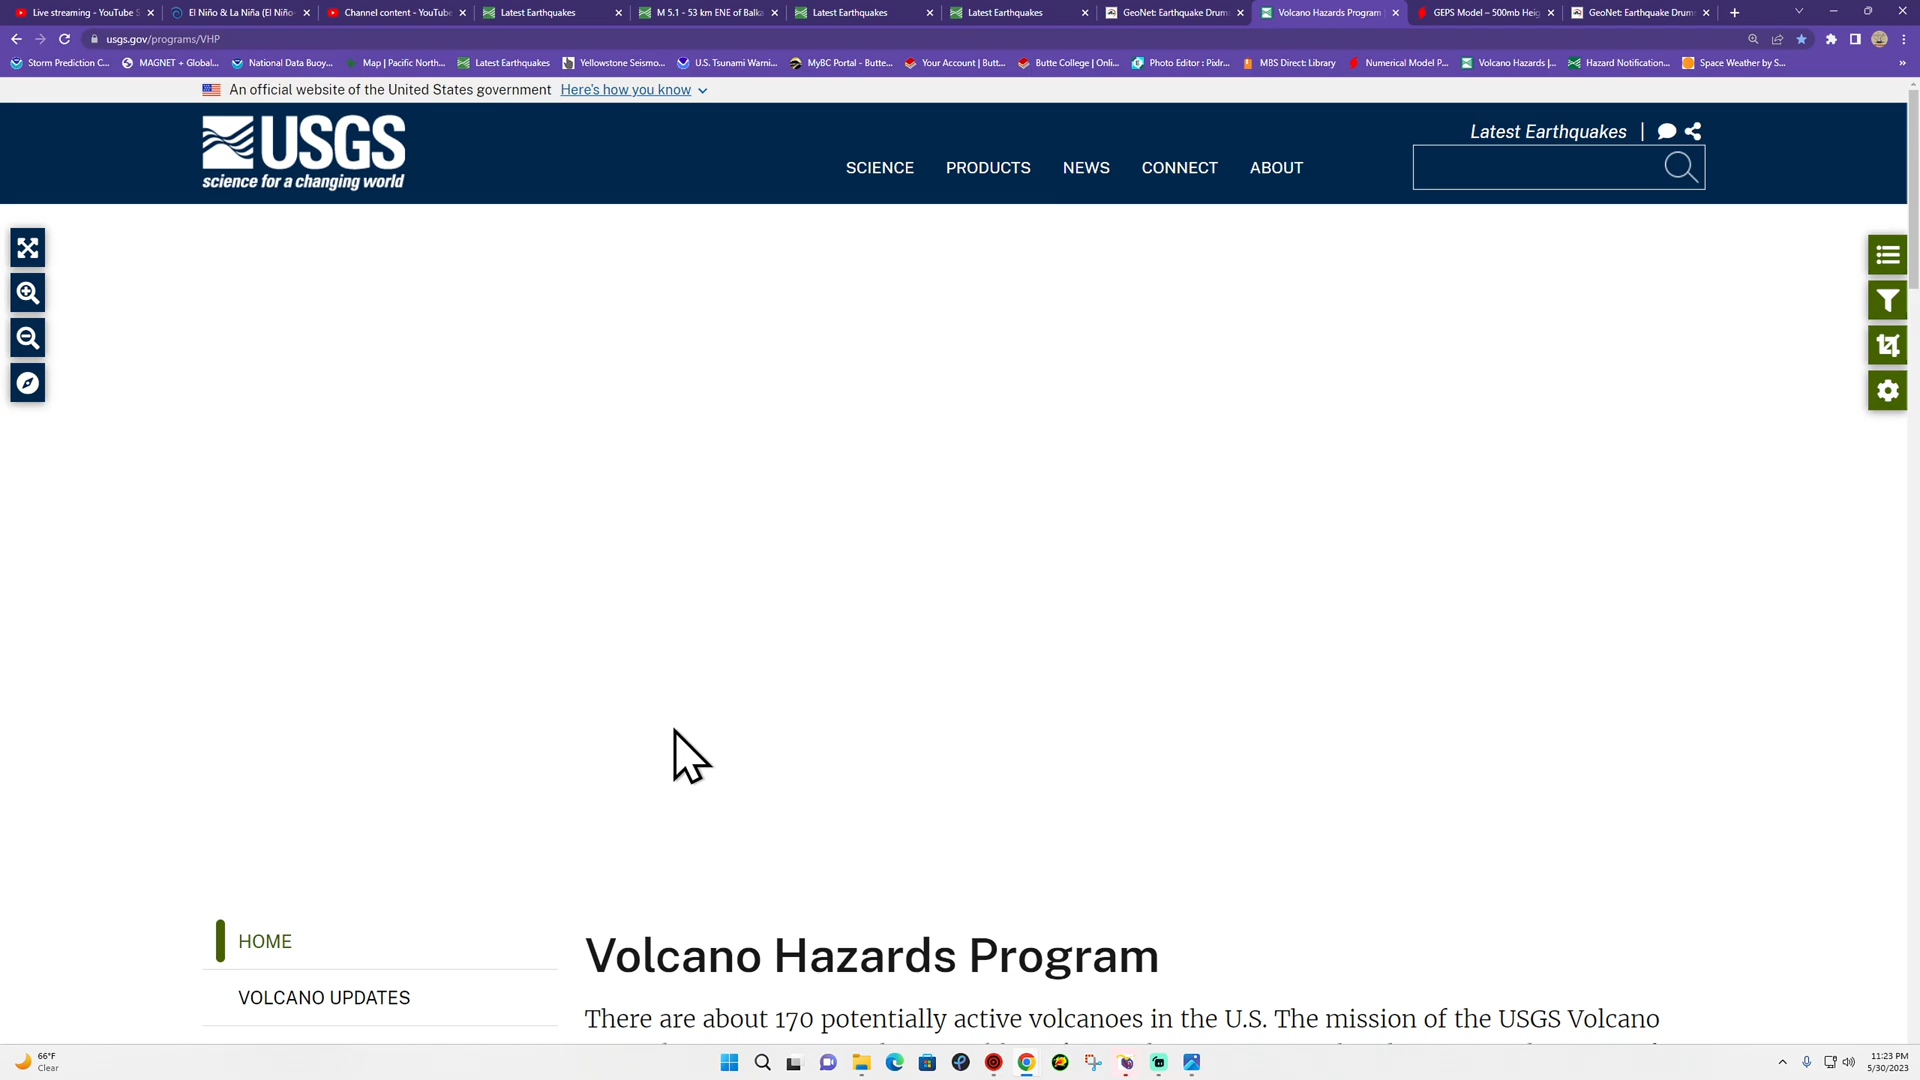 Live streaming - YouTube S
El Niño & La Niña (El Niño-
Channel content - YouTube
Latest Earthquakes
M 5.1 - 53 km ENE of Balka
Latest Earthquakes
Latest Earthquakes
GeoNet: Earthquake Drum
Volcano Hazards Program |
GEPS Model – 500mb Heig
GeoNet: Earthquake Drum
usgs.gov/programs/VHP
Storm Prediction C...
MAGNET + Global...
National Data Buoy...
Map | Pacific North...
Latest Earthquakes
Yellowstone Seismo...
U.S. Tsunami Warni...
MyBC Portal - Butte...
Your Account | Butt...
Butte College | Onli...
Photo Editor : Pixlr...
MBS Direct: Library
Numerical Model P...
Volcano Hazards |...
Hazard Notification...
Space Weather by S...
An official website of the United States government Here's how you know
USGS
science for a changing world
Latest Earthquakes |
SCIENCE PRODUCTS NEWS CONNECT ABOUT
HOME
VOLCANO UPDATES
Volcano Hazards Program
There are about 170 potentially active volcanoes in the U.S. The mission of the USGS Volcano
66°F
Clear
11:23 PM
5/30/2023